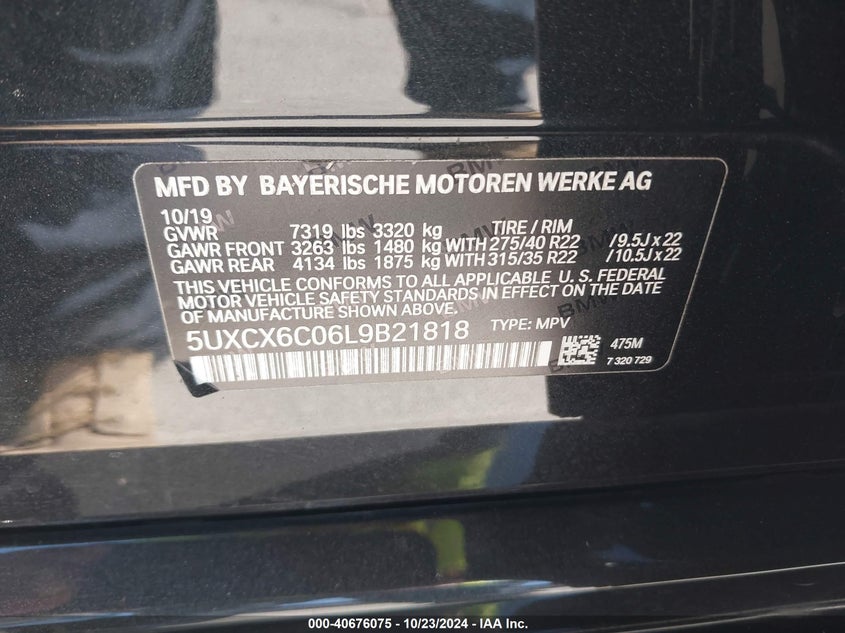 MFD BY BAYERISCHE MOTOREN WERKE AG
10/19 TIRE / RIM
GVWR 7319 lbs 3320 kg
GAWR FRONT 3263 lbs 1480 kg WITH 275/40 R22 /9.5J x 22
GAWR REAR 4134 lbs 1875 kg WITH 315/35 R22 /10.5J x 22
THIS VEHICLE CONFORMS TO ALL APPLICABLE U. S. FEDERAL
MOTOR VEHICLE SAFETY STANDARDS IN EFFECT ON THE DATE
OF MANUFACTURE SHOWN ABOVE.
5UXCX6C06L9B21818 TYPE: MPV
475M
7 320 729
000-40676075 - 10/23/2024 - IAA Inc.